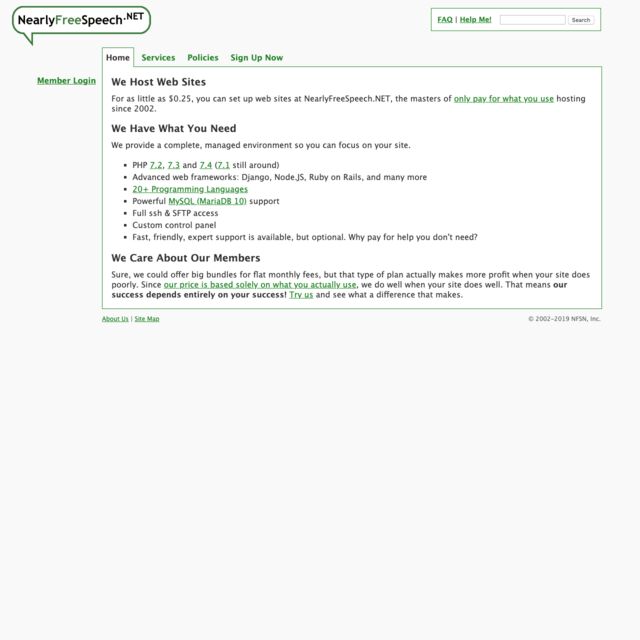 NearlyFreeSpeech.NET
FAQ | Help Me!
Search
Home Services Policies Sign Up Now
Member Login
We Host Web Sites
For as little as $0.25, you can set up web sites at NearlyFreeSpeech.NET, the masters of only pay for what you use hosting
since 2002.
We Have What You Need
We provide a complete, managed environment so you can focus on your site.
• PHP 7.2, 7.3 and 7.4 (7.1 still around)
• Advanced web frameworks: Django, Node.JS, Ruby on Rails, and many more
• 20+ Programming Languages
• Powerful MySQL (MariaDB 10) support
• Full ssh & SFTP access
• Custom control panel
• Fast, friendly, expert support is available, but optional. Why pay for help you don't need?
We Care About Our Members
Sure, we could offer big bundles for flat monthly fees, but that type of plan actually makes more profit when your site does
poorly. Since our price is based solely on what you actually use, we do well when your site does well. That means our
success depends entirely on your success! Try us and see what a difference that makes.
About Us | Site Map
© 2002–2019 NFSN, Inc.